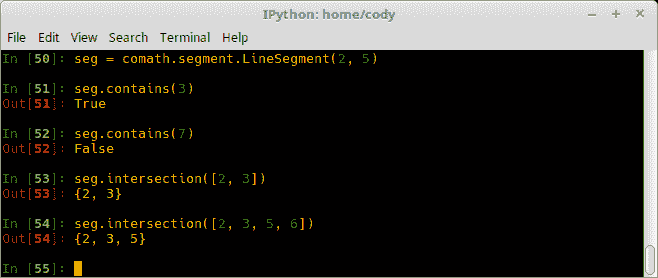 IPython: home/cody
File Edit View Search Terminal Help
In [50]: seg = comath.segment.LineSegment(2, 5)
In [51]: seg.contains(3)
Out[51]: True
In [52]: seg.contains(7)
Out[52]: False
In [53]: seg.intersection([2, 3])
Out[53]: {2, 3}
In [54]: seg.intersection([2, 3, 5, 6])
Out[54]: {2, 3, 5}
In [55]: